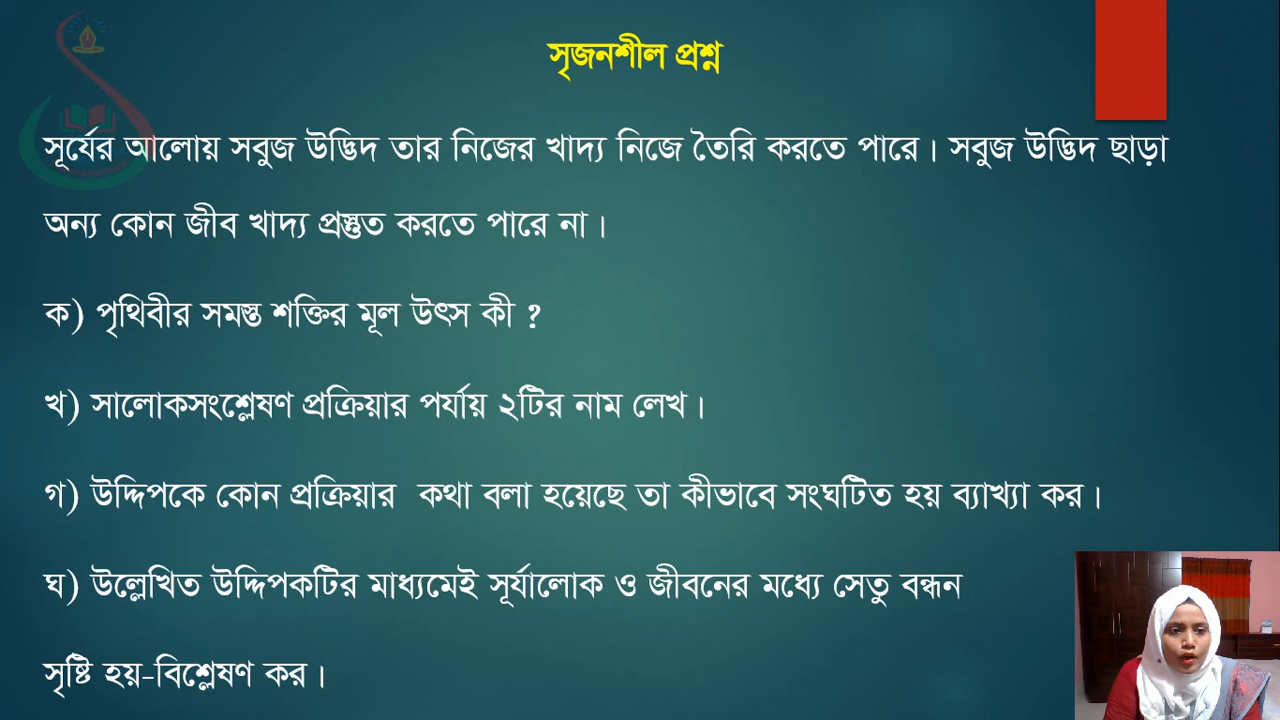 সৃজনশীল প্রশ্ন
সূর্যের আলোয় সবুজ উদ্ভিদ তার নিজের খাদ্য নিজে তৈরি করতে পারে। সবুজ উদ্ভিদ ছাড়া
অন্য কোন জীব খাদ্য প্রস্তুত করতে পারে না।
ক) পৃথিবীর সমস্ত শক্তির মূল উৎস কী ?
খ) সালোকসংশ্লেষণ প্রক্রিয়ার পর্যায় ২টির নাম লেখ।
গ) উদ্দিপকে কোন প্রক্রিয়ার কথা বলা হয়েছে তা কীভাবে সংঘটিত হয় ব্যাখ্যা কর।
ঘ) উল্লেখিত উদ্দিপকটির মাধ্যমেই সূর্যালোক ও জীবনের মধ্যে সেতু বন্ধন
সৃষ্টি হয়-বিশ্লেষণ কর।